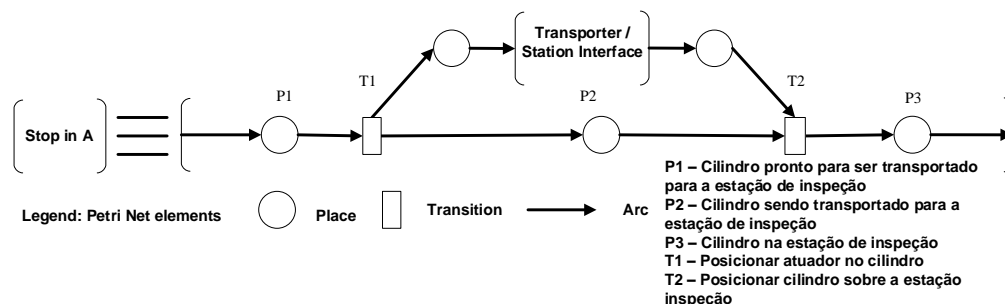 Transporter /
Station Interface
T1
T2
P1
P2
P3
Stop in A
P1 – Cilindro pronto para ser transportado
para a estação de inspeção
P2 – Cilindro sendo transportado para a
estação de inspeção
P3 – Cilindro na estação de inspeção
T1 – Posicionar atuador no cilindro
T2 – Posicionar cilindro sobre a estação
inspeção
Legend: Petri Net elements
Place
Transition
Arc